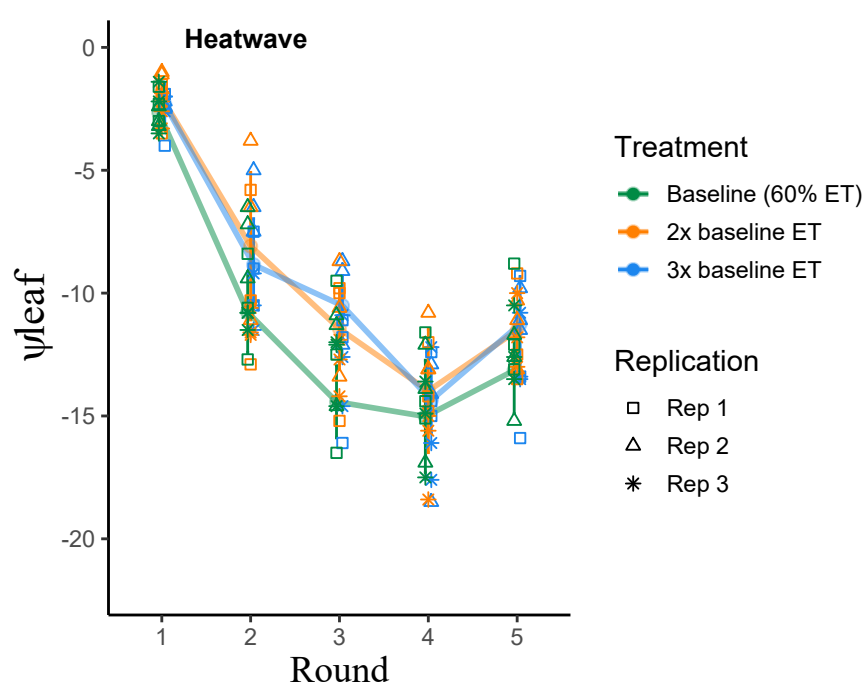 Heatwave
0
-5
-10
-15
-20
ψleaf
1 2 3 4 5
Round
Treatment
Baseline (60% ET)
2x baseline ET
3x baseline ET
Replication
Rep 1
Rep 2
Rep 3